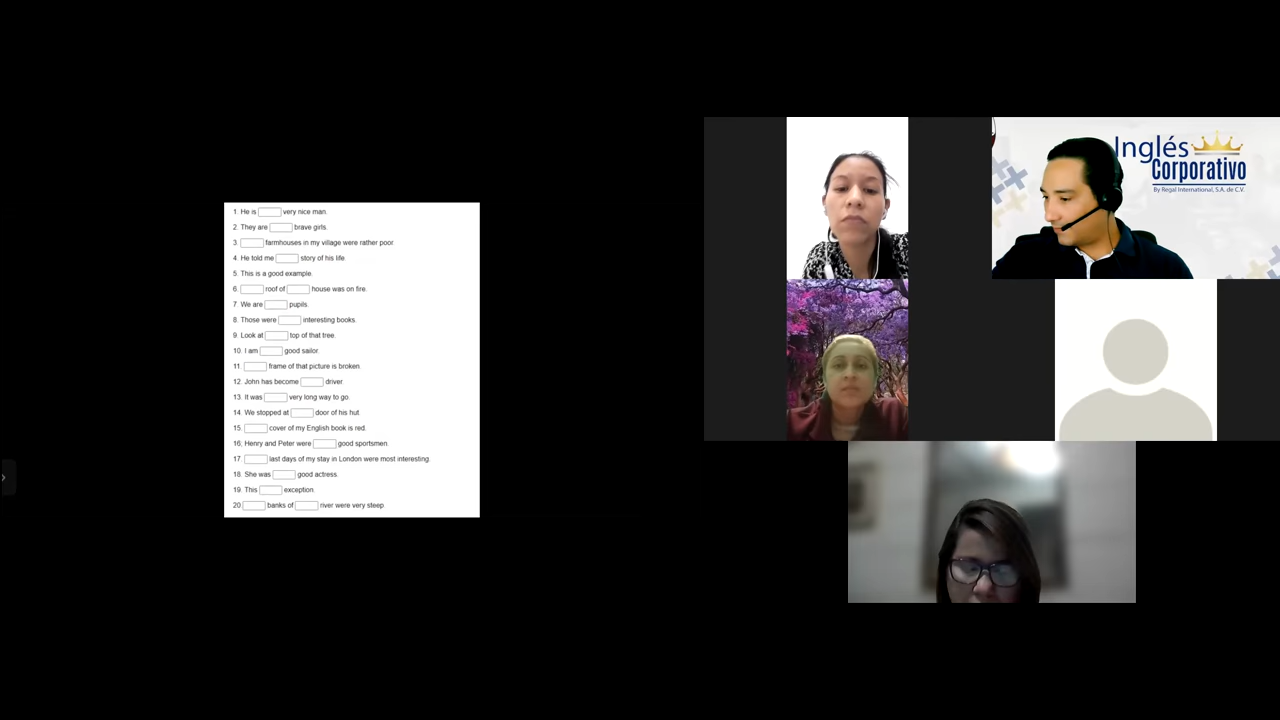 1. He is very nice man.
2. They are brave girls.
3. farmhouses in my village were rather poor.
4. He told me story of his life.
5. This is a good example.
6. roof of house was on fire.
7. We are pupils.
8. Those were interesting books.
9. Look at top of that tree.
10. I am good sailor.
11. frame of that picture is broken.
12. John has become driver.
13. It was very long way to go.
14. We stopped at door of his hut.
15. cover of my English book is red.
16. Henry and Peter were good sportsmen.
17. last days of my stay in London were most interesting.
18. She was good actress.
19. This exception.
20. banks of river were very steep.
Inglés
Corporativo
By Regal International, S.A. de C.V.